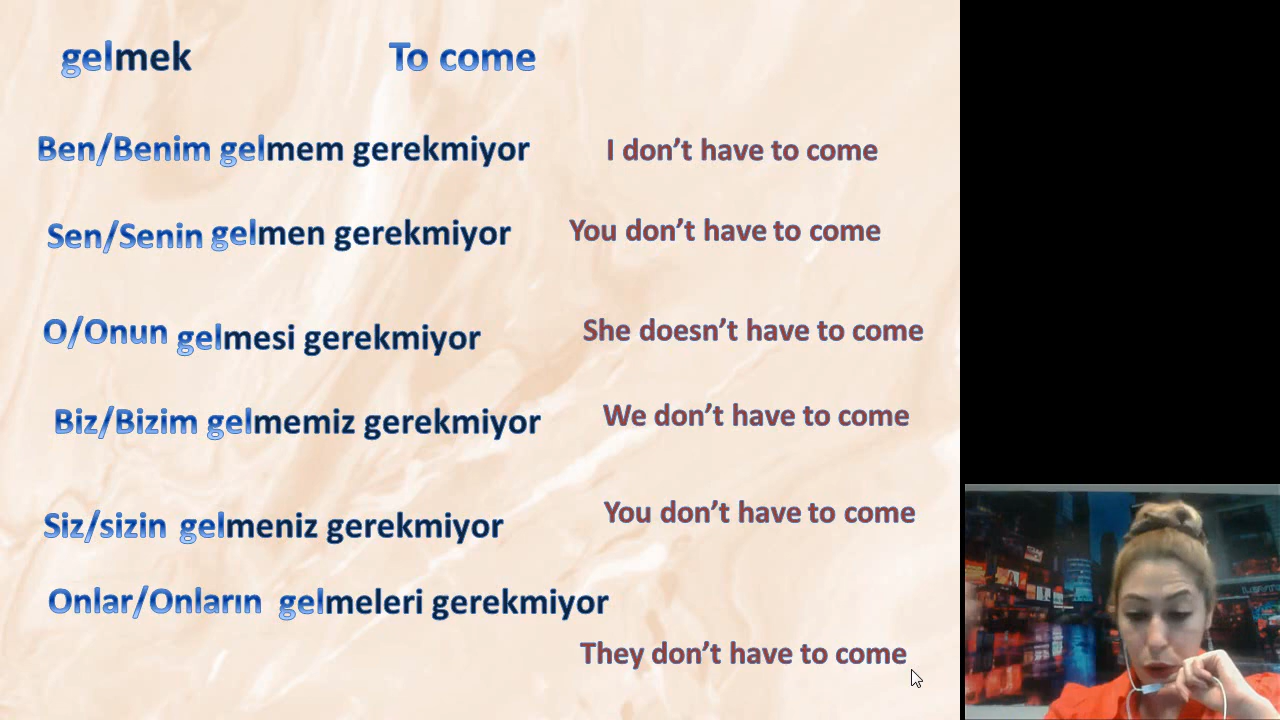 gelmek To come
Ben/Benim gelmem gerekmiyor I don’t have to come
Sen/Senin gelmen gerekmiyor You don’t have to come
O/Onun gelmesi gerekmiyor She doesn’t have to come
Biz/Bizim gelmemiz gerekmiyor We don’t have to come
Siz/sizin gelmeniz gerekmiyor You don’t have to come
Onlar/Onların gelmeleri gerekmiyor
They don’t have to come